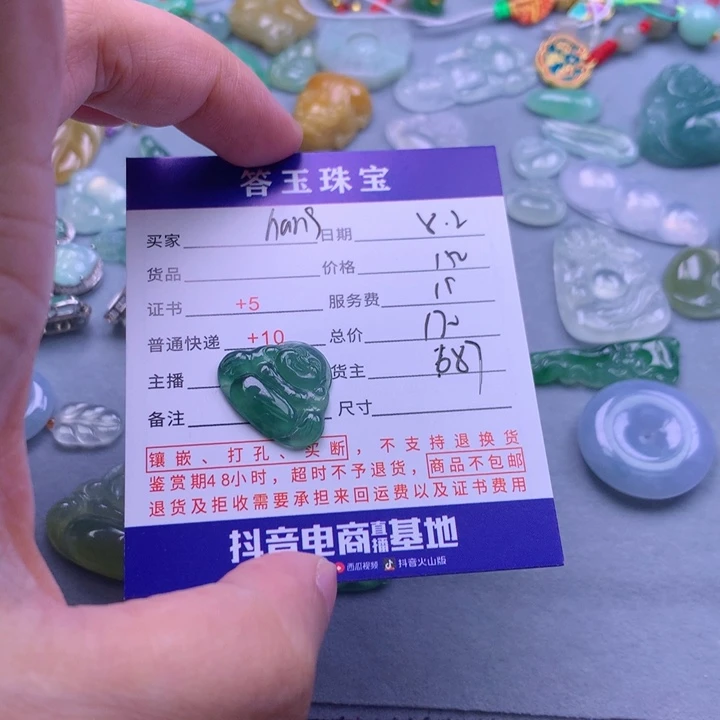 答玉珠宝
买家 hang 日期
货品 价格
证书 +5 服务费 15
普通快递 +10 总价
主播 货主 687
备注 尺寸
镶嵌、打孔、买断，不支持退换货
鉴赏期48小时，超时不予退货，商品不包邮
退货及拒收需要承担来回运费以及证书费用
抖音电商直播基地
西瓜视频 抖音火山版